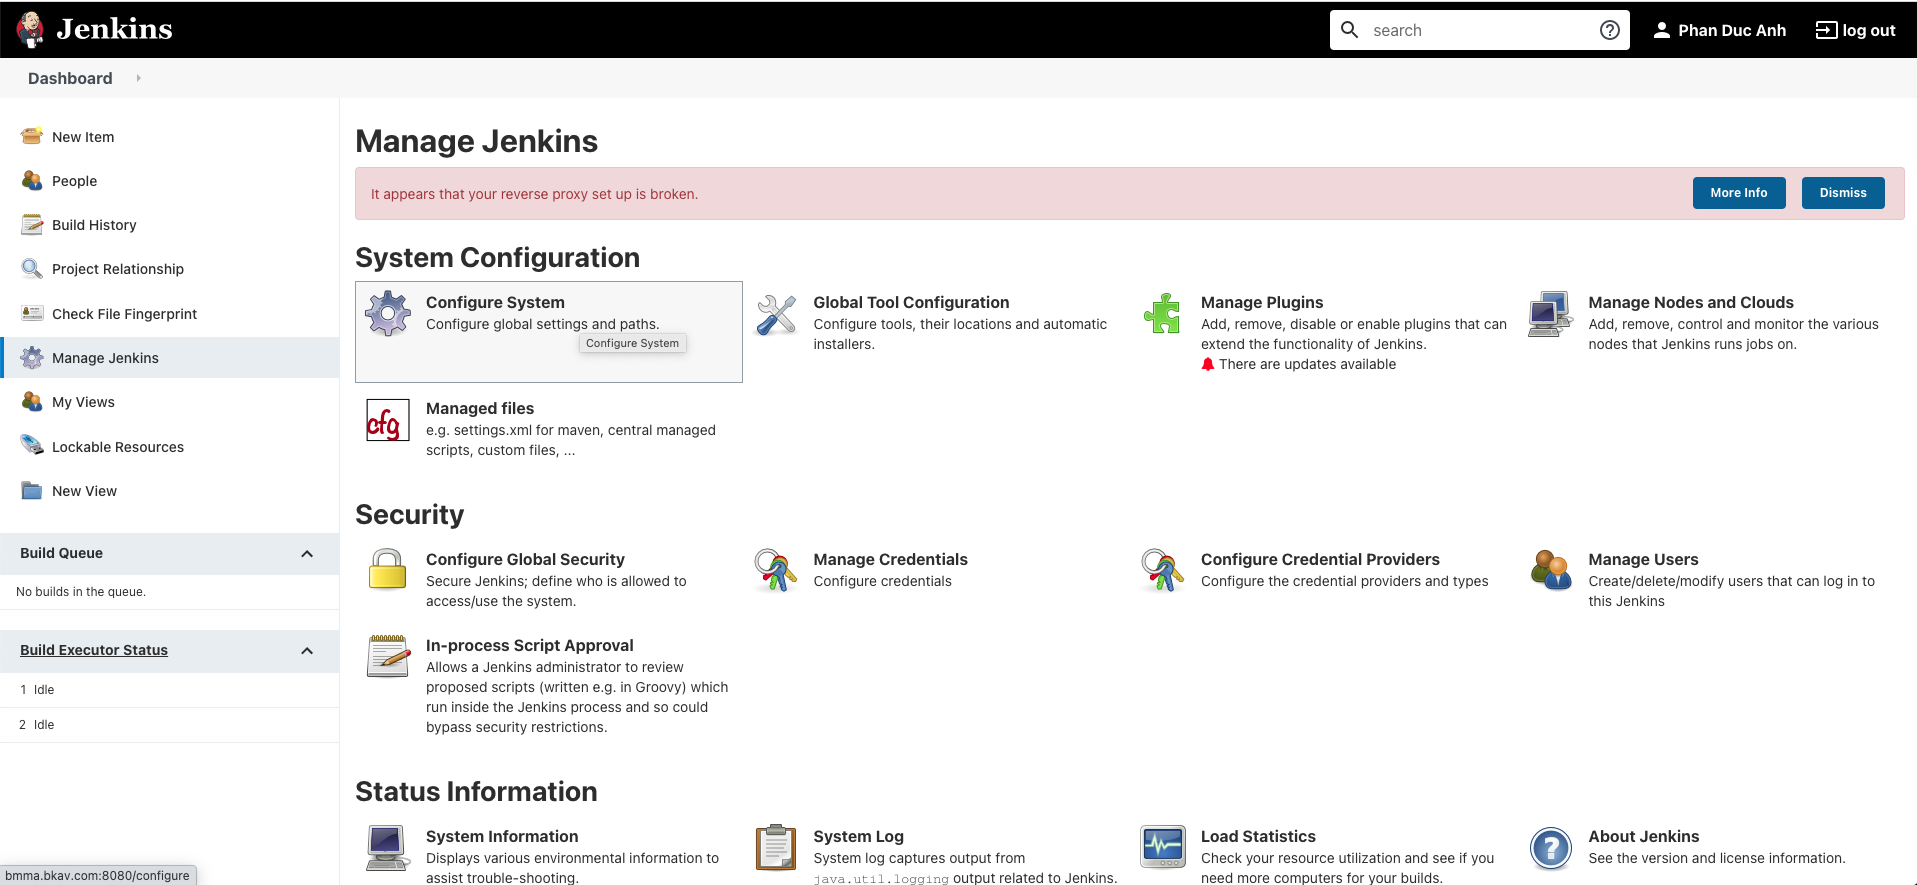 Jenkins
search
Phan Duc Anh
log out
Dashboard
New Item
People
Build History
Project Relationship
Check File Fingerprint
Manage Jenkins
My Views
Lockable Resources
New View
Build Queue
No builds in the queue.
Build Executor Status
1 Idle
2 Idle
Manage Jenkins
It appears that your reverse proxy set up is broken.
More Info
Dismiss
System Configuration
Configure System
Configure global settings and paths.
Configure System
Global Tool Configuration
Configure tools, their locations and automatic
installers.
Manage Plugins
Add, remove, disable or enable plugins that can
extend the functionality of Jenkins.
There are updates available
Manage Nodes and Clouds
Add, remove, control and monitor the various
nodes that Jenkins runs jobs on.
cfg
Managed files
e.g. settings.xml for maven, central managed
scripts, custom files, ...
Security
Configure Global Security
Secure Jenkins; define who is allowed to
access/use the system.
Manage Credentials
Configure credentials
Configure Credential Providers
Configure the credential providers and types
Manage Users
Create/delete/modify users that can log in to
this Jenkins
In-process Script Approval
Allows a Jenkins administrator to review
proposed scripts (written e.g. in Groovy) which
run inside the Jenkins process and so could
bypass security restrictions.
Status Information
System Information
Displays various environmental information to
assist trouble-shooting.
System Log
System log captures output from
java.util.logging output related to Jenkins.
Load Statistics
Check your resource utilization and see if you
need more computers for your builds.
About Jenkins
See the version and license information.
bmma.bkav.com:8080/configure